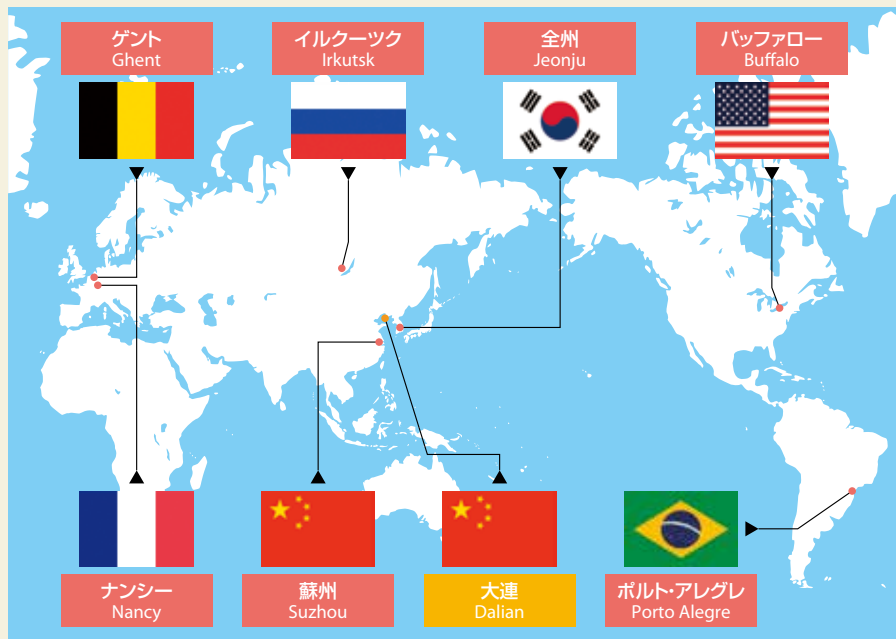 ゲント
Ghent
イルクーツク
Irkutsk
全州
Jeonju
バッファロー
Buffalo
ナンシー
Nancy
蘇州
Suzhou
大連
Dalian
ポルト・アレグレ
Porto Alegre